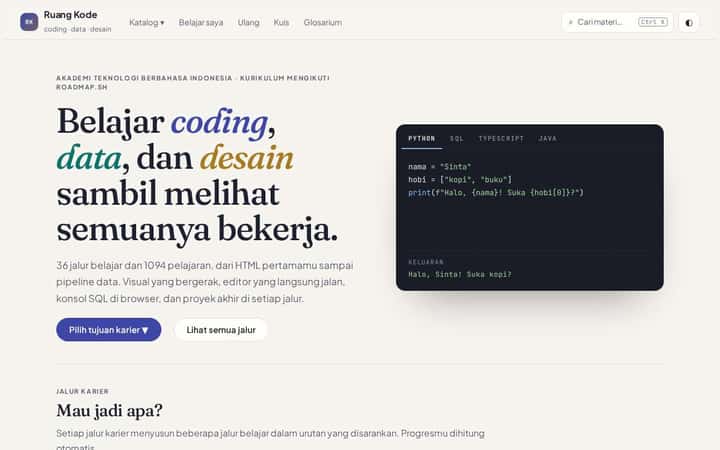 RK
Ruang Kode
coding · data · desain
Katalog ▾
Belajar saya
Ulang
Kuis
Glosarium
Cari materi...
Ctrl K
AKADEMI TEKNOLOGI BERBAHASA INDONESIA · KURIKULUM MENGIKUTI
ROADMAP.SH
Belajar coding,
data, dan desain
sambil melihat
semuanya bekerja.
36 jalur belajar dan 1094 pelajaran, dari HTML pertamamu sampai
pipeline data. Visual yang bergerak, editor yang langsung jalan,
konsol SQL di browser, dan proyek akhir di setiap jalur.
Pilih tujuan karier ▼
Lihat semua jalur
PYTHON
SQL
TYPESCRIPT
JAVA
nama = "Sinta"
hobi = ["kopi", "buku"]
print(f"Halo, {nama}! Suka {hobi[0]}?")
KELUARAN
Halo, Sinta! Suka kopi?
JALUR KARIER
Mau jadi apa?
Setiap jalur karier menyusun beberapa jalur belajar dalam urutan yang disarankan. Progresmu dihitung
otomatis.